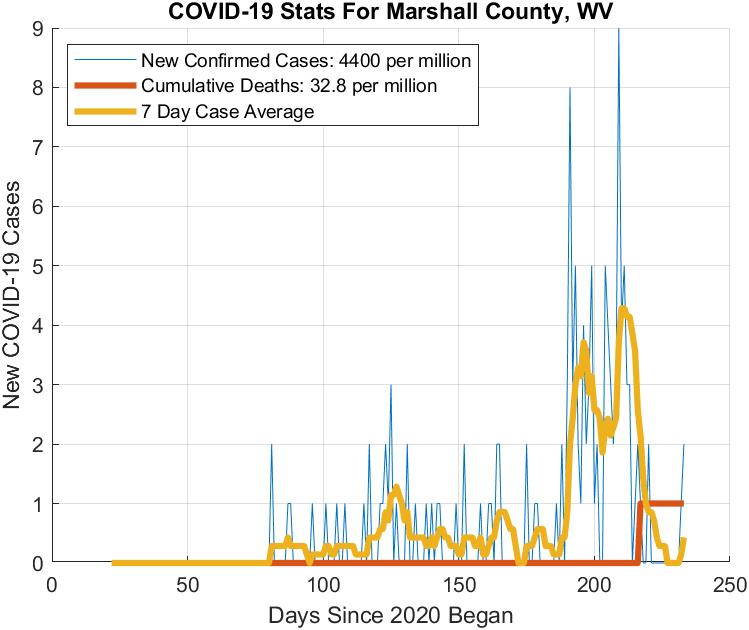 COVID-19 Stats For Marshall County, WV
New Confirmed Cases: 4400 per million
Cumulative Deaths: 32.8 per million
7 Day Case Average
New COVID-19 Cases
9
8
7
6
5
4
3
2
1
0
0 50 100 150 200 250
Days Since 2020 Began